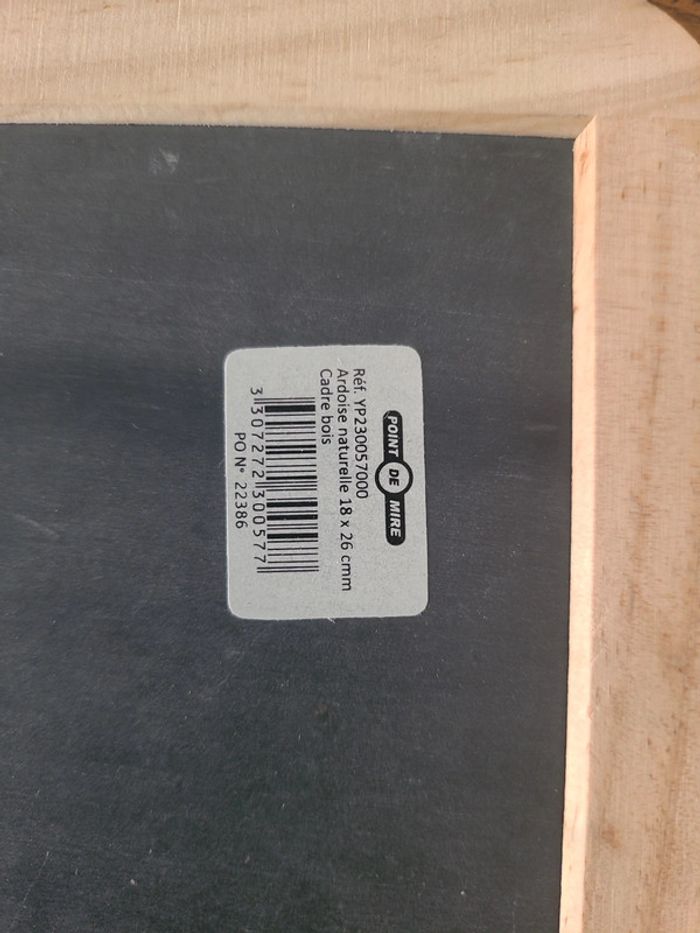 POINT DE MIRE
Réf. YP230057000
Ardoise naturelle 18 x 26 cmm
Cadre bois
3 307272 300577
PO N° 22386